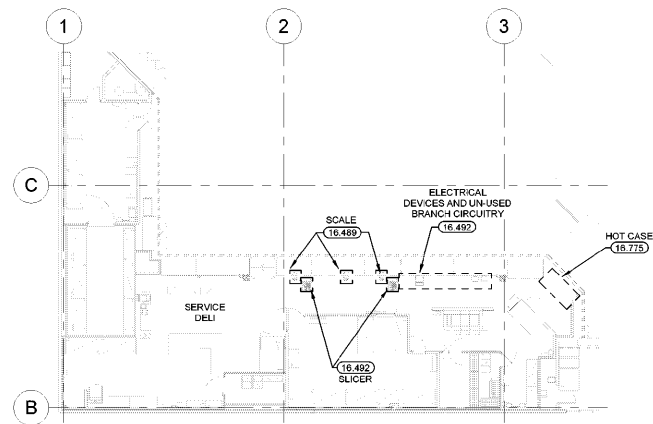 1
2
3
C
ELECTRICAL
DEVICES AND UN-USED
BRANCH CIRCUITRY
16.492
SCALE
16.489
HOT CASE
16.775
SERVICE
DELI
16.492
SLICER
B